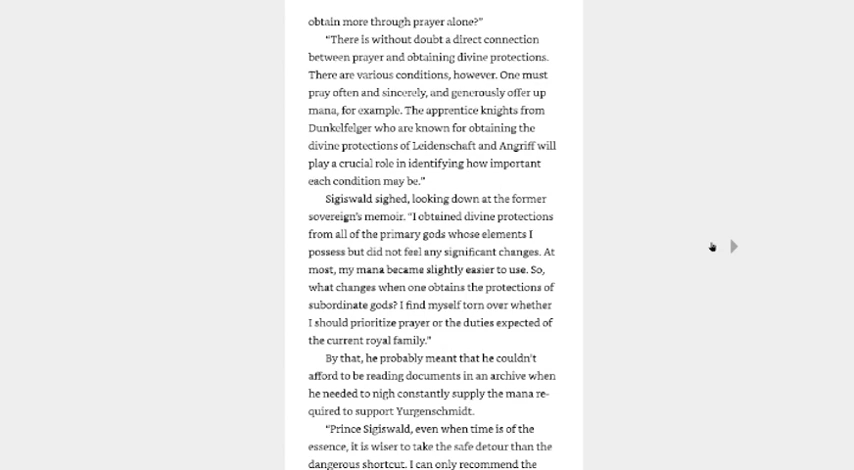 obtain more through prayer alone?”
“There is without doubt a direct connection
between prayer and obtaining divine protections.
There are various conditions, however. One must
pray often and sincerely, and generously offer up
mana, for example. The apprentice knights from
Dunkelfelger who are known for obtaining the
divine protections of Leidenschaft and Angriff will
play a crucial role in identifying how important
each condition may be.”
Sigiswald sighed, looking down at the former
sovereign's memoir. “I obtained divine protections
from all of the primary gods whose elements I
possess but did not feel any significant changes. At
most, my mana became slightly easier to use. So,
what changes when one obtains the protections of
subordinate gods? I find myself torn over whether
I should prioritize prayer or the duties expected of
the current royal family.”
By that, he probably meant that he couldn't
afford to be reading documents in an archive when
he needed to nigh constantly supply the mana re-
quired to support Yurgenschmidt.
“Prince Sigiswald, even when time is of the
essence, it is wiser to take the safe detour than the
dangerous shortcut. I can only recommend the